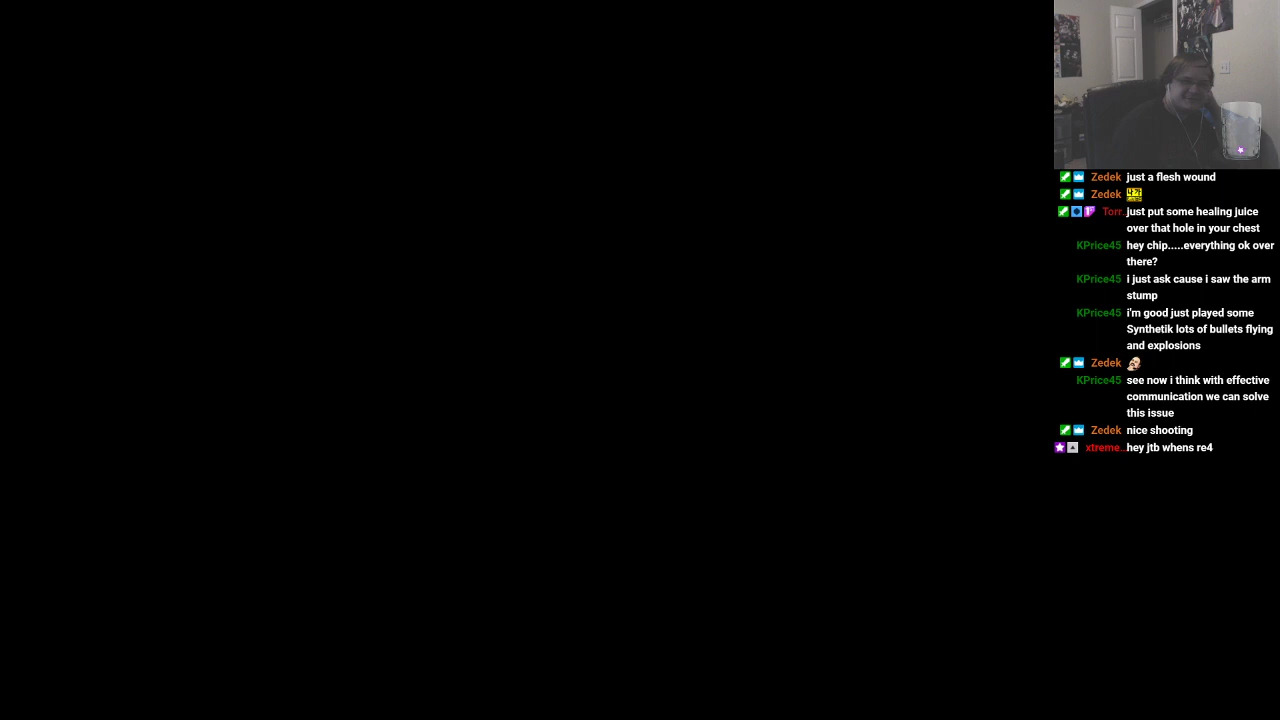 Zedek just a flesh wound
Zedek
Torr.. just put some healing juice
over that hole in your chest
KPrice45 hey chip.....everything ok over
there?
KPrice45 i just ask cause i saw the arm
stump
KPrice45 i'm good just played some
Synthetik lots of bullets flying
and explosions
Zedek
KPrice45 see now i think with effective
communication we can solve
this issue
Zedek nice shooting
xtreme... hey jtb whens re4